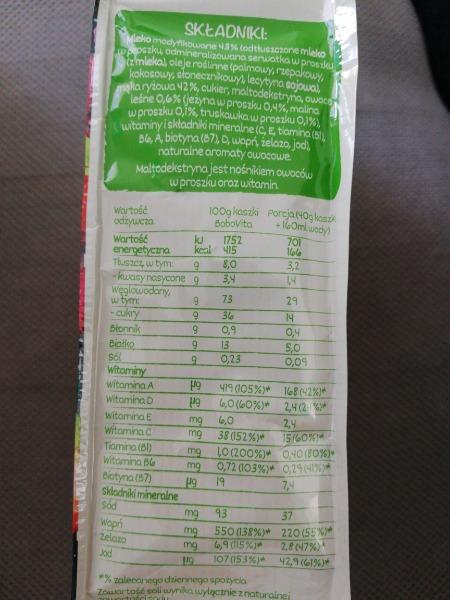 SKŁADNIKI:
Mleko modyfikowane 43% (odtłuszczone mleko
w proszku, odmineralizowana serwatka w proszku
(z mleka), oleje roślinne (palmowy, rzepakowy,
kokosowy, słonecznikowy), lecytyna sojowa),
mąka ryżowa 42%, cukier, maltodekstryna, owoce
leśne 0,6% (jeżyna w proszku 0,4%, malina
w proszku 0,1%, truskawka w proszku 0,1%),
witaminy i składniki mineralne (C, E, tiamina (B1),
B6, A, biotyna (B7), D, wapń, żelazo, jod),
naturalne aromaty owocowe.
Maltodekstryna jest nośnikiem owoców
w proszku oraz witamin.
Wartość 100g kaszki Porcja (40g kaszki
odżywcza BoboVita + 160ml wody)
Wartość kJ 1752 701
energetyczna kcal 415 166
Tłuszcz, w tym: g 8,0 3,2
- kwasy nasycone g 3,4 1,4
Węglowodany,
w tym: g 73 29
- cukry g 36 14
Błonnik g 0,9 0,4
Białko g 13 5,0
Sól g 0,23 0,09
Witaminy
Witamina A µg 419 (105%)* 168 (42%)*
Witamina D µg 6,0 (60%)* 2,4 (24%)*
Witamina E mg 6,0 2,4
Witamina C mg 38 (152%)* 15 (60%)*
Tiamina (B1) mg 1,0 (200%)* 0,40 (80%)*
Witamina B6 mg 0,72 (103%)* 0,29 (41%)*
Biotyna (B7) µg 19 7,4
Składniki mineralne
Sód mg 93 37
Wapń mg 550 (138%)* 220 (55%)*
Żelazo mg 6,9 (115%)* 2,8 (47%)*
Jod µg 107 (153%)* 42,9 (61%)*
*% zalecanego dziennego spożycia
Zawartość soli wynika wyłącznie z naturalnej
zawartości sodu